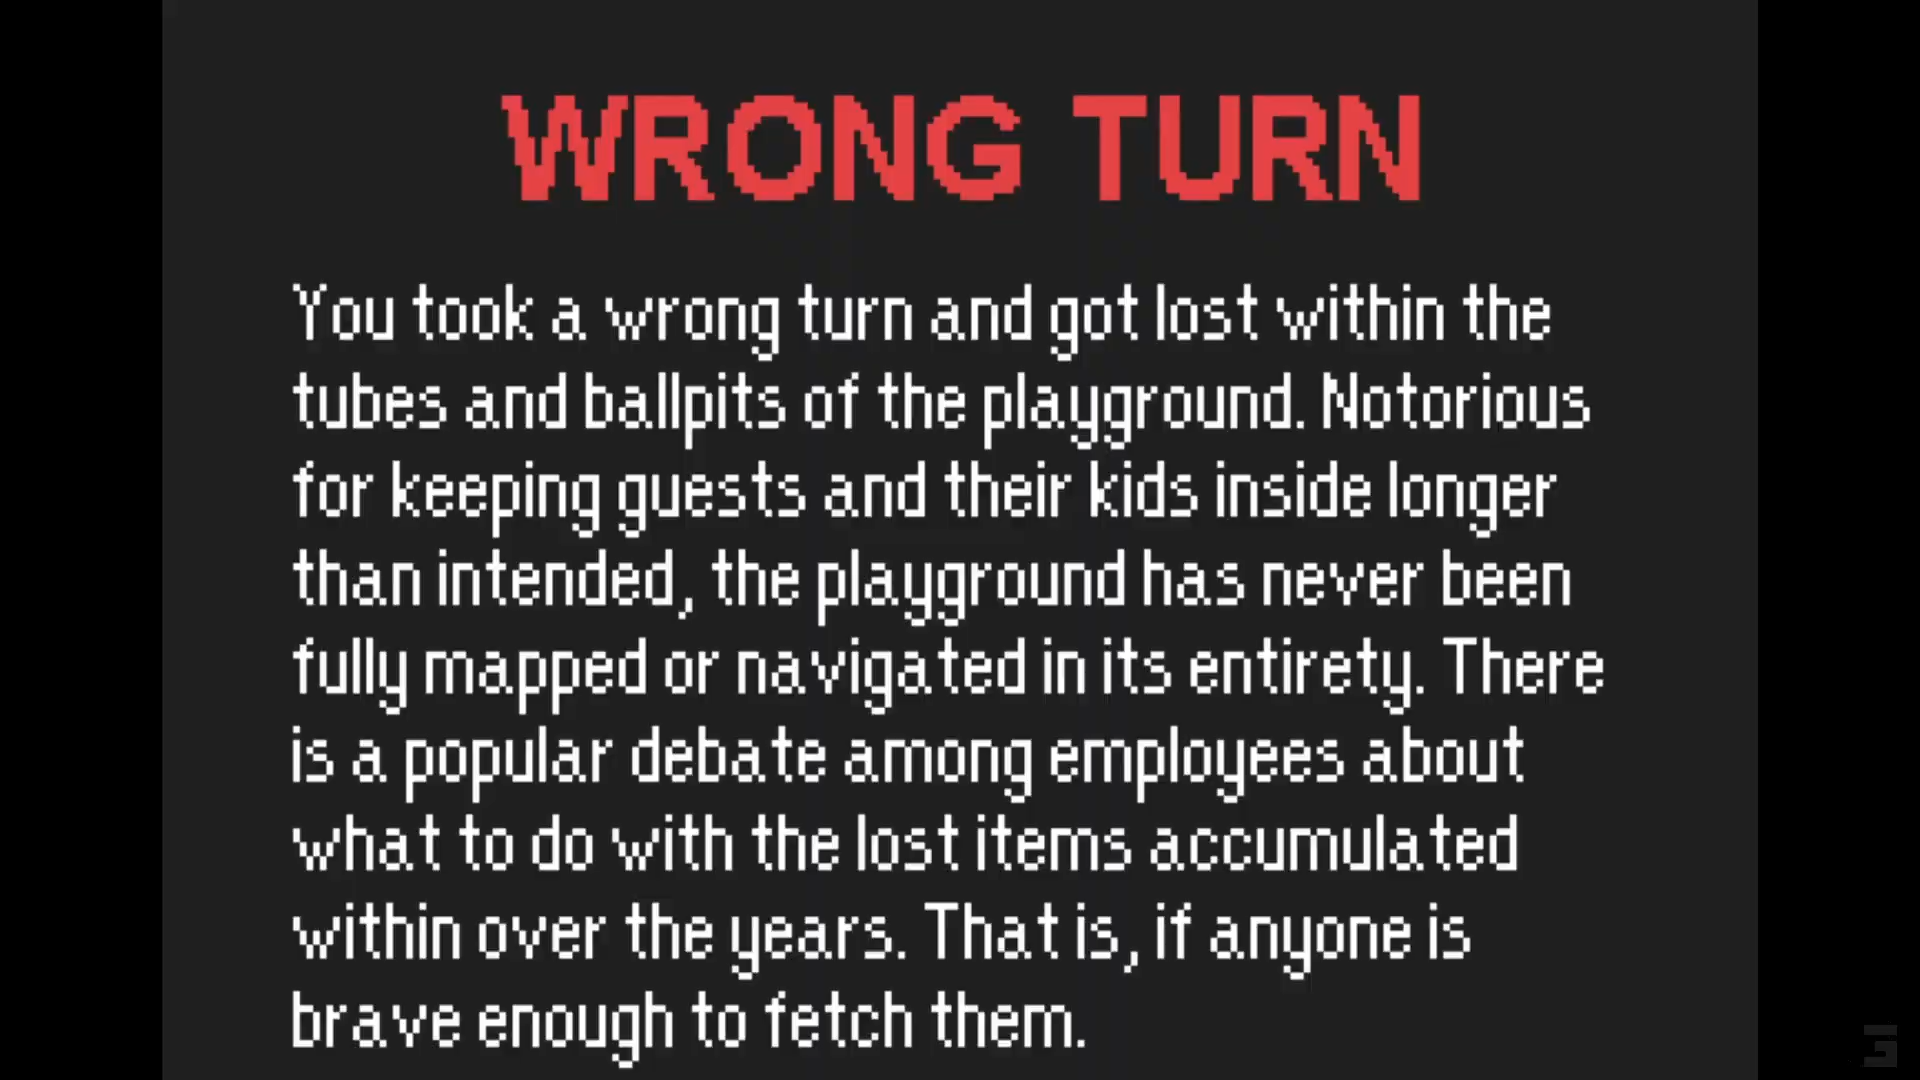 WRONG TURN
You took a wrong turn and got lost within the
tubes and ballpits of the playground. Notorious
for keeping guests and their kids inside longer
than intended, the playground has never been
fully mapped or navigated in its entirety. There
is a popular debate among employees about
what to do with the lost items accumulated
within over the years. That is, if anyone is
brave enough to fetch them.